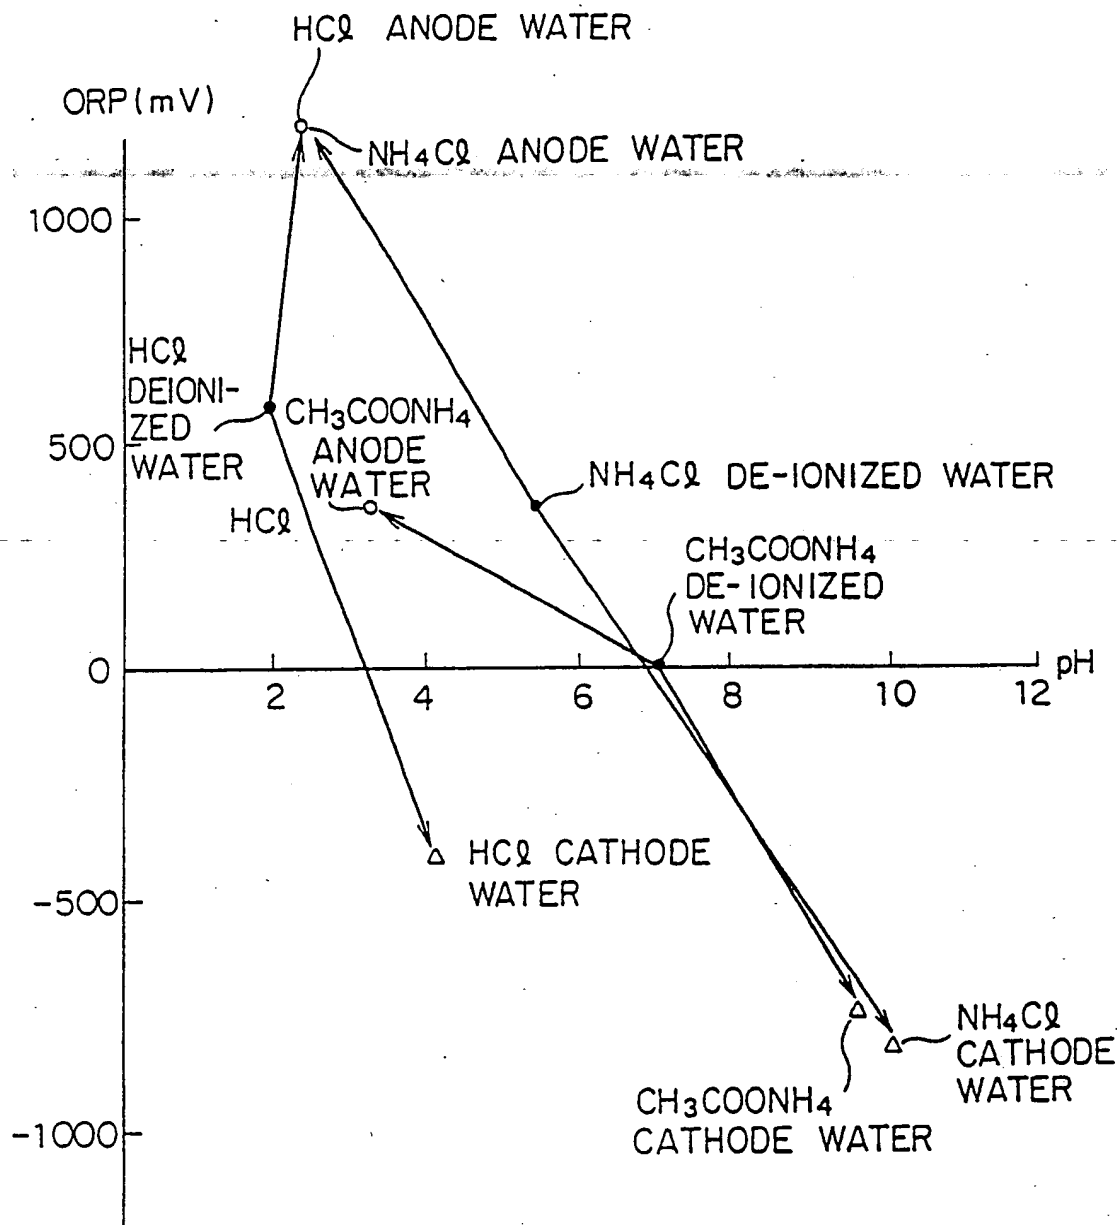 HCl ANODE WATER
ORP(mV)
NH₄Cl ANODE WATER
1000
HCl
DEIONI-
ZED
WATER
CH₃COONH₄
ANODE
WATER
500
NH₄Cl DE-IONIZED WATER
HCl
CH₃COONH₄
DE-IONIZED
WATER
0
pH
2
4
6
8
10
12
HCl CATHODE
WATER
-500
NH₄Cl
CATHODE
WATER
CH₃COONH₄
CATHODE WATER
-1000